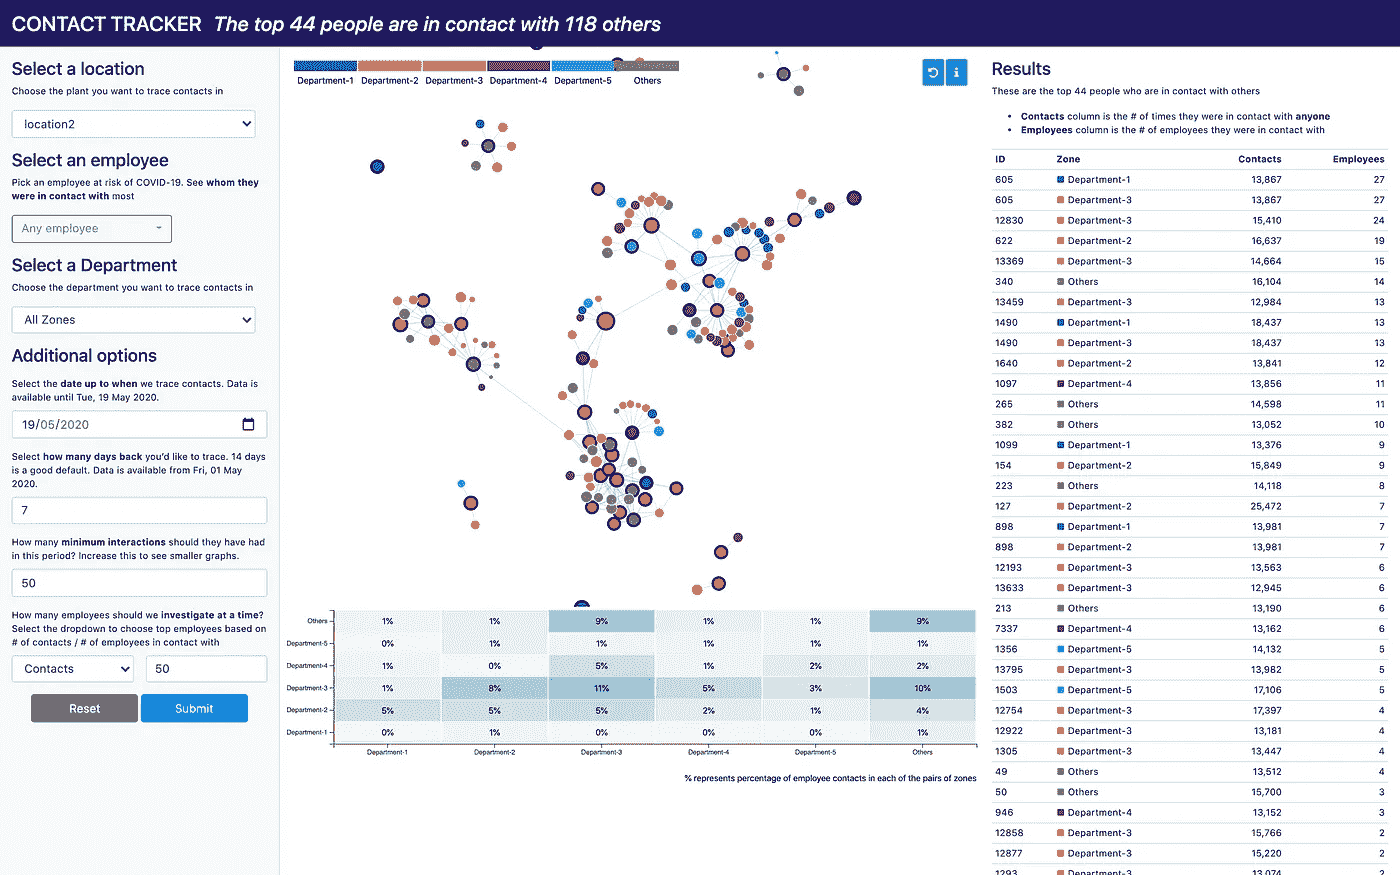 CONTACT TRACKER The top 44 people are in contact with 118 others
Select a location
Choose the plant you want to trace contacts in
location2
Select an employee
Pick an employee at risk of COVID-19. See whom they
were in contact with most
Any employee
Select a Department
Choose the department you want to trace contacts in
All Zones
Additional options
Select the date up to when we trace contacts. Data is
available until Tue, 19 May 2020.
19/05/2020
Select how many days back you'd like to trace. 14 days
is a good default. Data is available from Fri, 01 May
2020.
7
How many minimum interactions should they have had
in this period? Increase this to see smaller graphs.
50
How many employees should we investigate at a time?
Select the dropdown to choose top employees based on
# of contacts / # of employees in contact with
Contacts 50
Reset Submit
Department-1 Department-2 Department-3 Department-4 Department-5 Others
Others 1% 1% 9% 1% 1% 9%
Department-5 0% 1% 1% 1% 1% 1%
Department-4 1% 0% 5% 1% 2% 2%
Department-3 1% 8% 11% 5% 3% 10%
Department-2 5% 5% 5% 2% 1% 4%
Department-1 0% 1% 0% 0% 0% 1%
Department-1 Department-2 Department-3 Department-4 Department-5 Others
% represents percentage of employee contacts in each of the pairs of zones
Results
These are the top 44 people who are in contact with others
• Contacts column is the # of times they were in contact with anyone
• Employees column is the # of employees they were in contact with
ID Zone Contacts Employees
605 Department-1 13,867 27
605 Department-3 13,867 27
12830 Department-3 15,410 24
622 Department-2 16,637 19
13369 Department-3 14,664 15
340 Others 16,104 14
13459 Department-3 12,984 13
1490 Department-1 18,437 13
1490 Department-3 18,437 13
1640 Department-2 13,841 12
1097 Department-4 13,856 11
265 Others 14,598 11
382 Others 13,052 10
1099 Department-1 13,376 9
154 Department-2 15,849 9
223 Others 14,118 8
127 Department-2 25,472 7
898 Department-1 13,981 7
898 Department-2 13,981 7
12193 Department-3 13,563 6
13633 Department-3 12,945 6
213 Others 13,190 6
7337 Department-4 13,162 6
1356 Department-5 14,132 5
13795 Department-3 13,982 5
1503 Department-5 17,106 5
12754 Department-3 17,397 4
12922 Department-3 13,181 4
1305 Department-3 13,447 4
49 Others 13,512 4
50 Others 15,700 3
946 Department-4 13,152 3
12858 Department-3 15,766 2
12877 Department-3 15,220 2
1293 Department-3 13,074 2